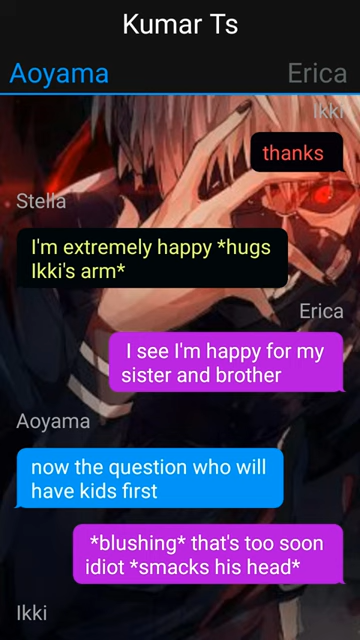 Kumar Ts
Aoyama
Erica
Ikki
thanks
Stella
I'm extremely happy *hugs
Ikki's arm*
Erica
I see I'm happy for my
sister and brother
Aoyama
now the question who will
have kids first
*blushing* that's too soon
idiot *smacks his head*
Ikki